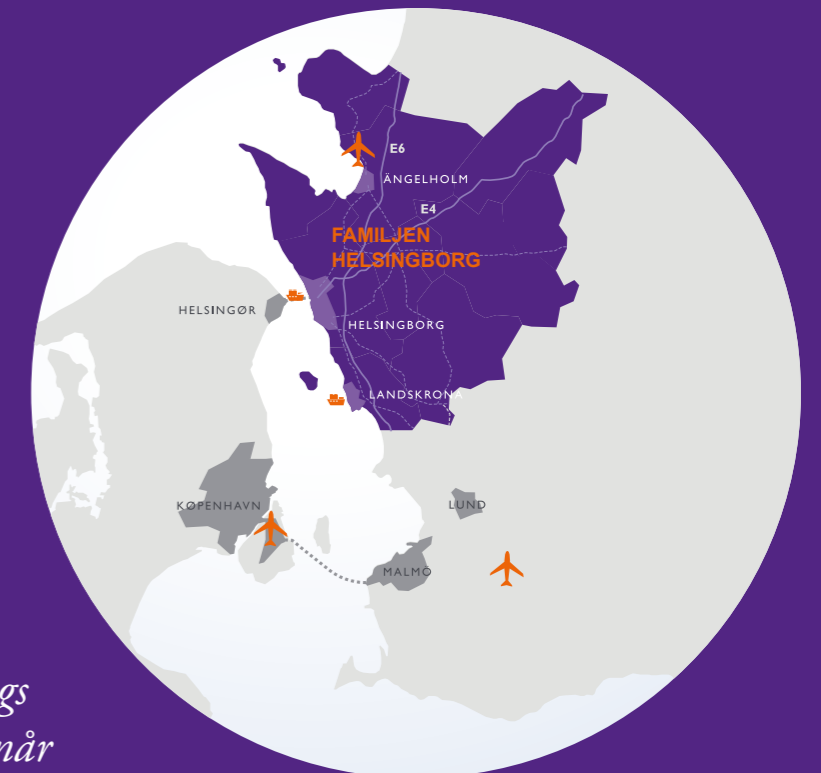 E6
ÄNGELHOLM
E4
FAMILJEN
HELSINGBORG
HELSINGØR
HELSINGBORG
LANDSKRONA
KØPENHAVN
LUND
MALMÖ